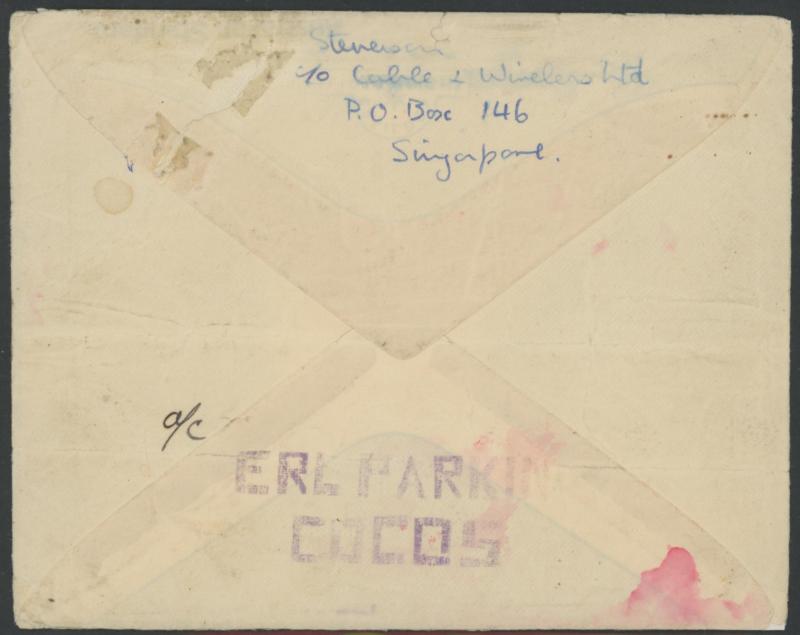 Stevenson
c/o Cable & Wireless Ltd
P.O. Box 146
Singapore.
a/c
ERL PARKIN
COCOS